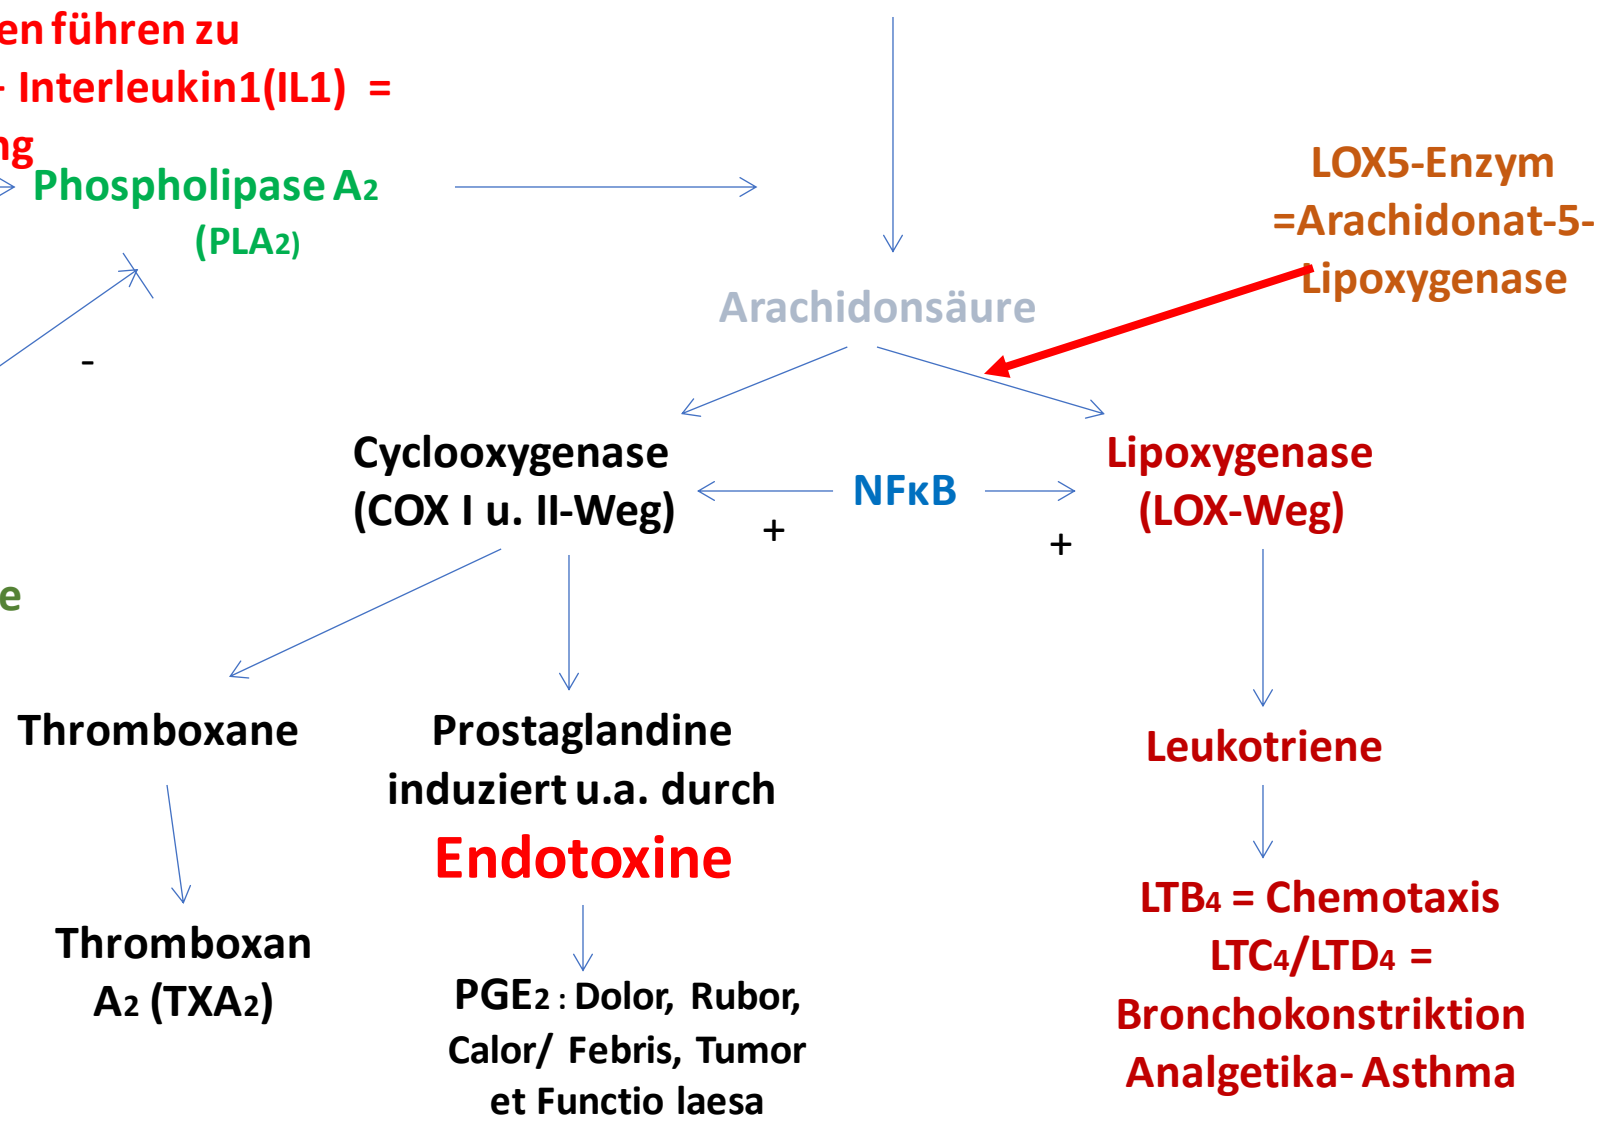 en führen zu
- Interleukin1(IL1) =
ng
Phospholipase A2
(PLA2)
LOX5-Enzym
=Arachidonat-5-
Lipoxygenase
Arachidonsäure
-
Cyclooxygenase
(COX I u. II-Weg)
NFκB
Lipoxygenase
(LOX-Weg)
+
+
e
Thromboxane
Prostaglandine
induziert u.a. durch
Endotoxine
Leukotriene
Thromboxan
A2 (TXA2)
PGE2 : Dolor, Rubor,
Calor/ Febris, Tumor
et Functio laesa
LTB4 = Chemotaxis
LTC4/LTD4 =
Bronchokonstriktion
Analgetika- Asthma